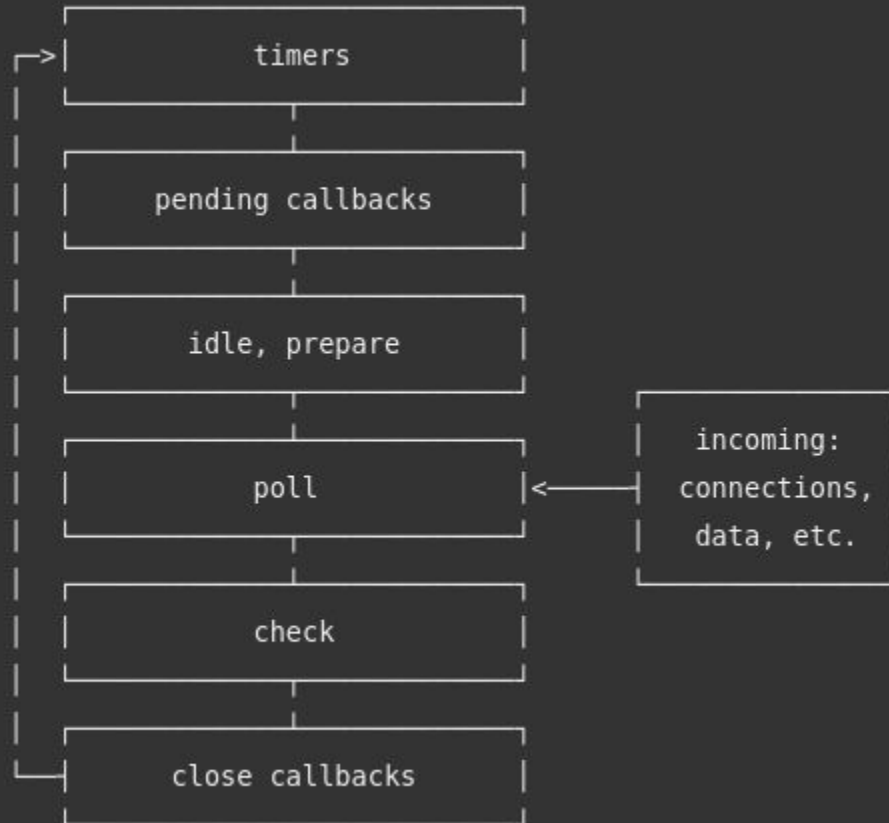 timers
pending callbacks
idle, prepare
poll
incoming:
connections,
data, etc.
check
close callbacks